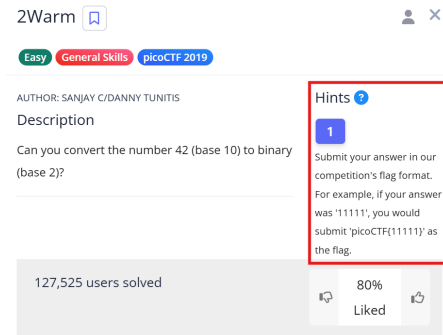 2Warm
Easy General Skills picoCTF 2019
AUTHOR: SANJAY C/DANNY TUNITIS
Description
Can you convert the number 42 (base 10) to binary
(base 2)?
Hints ?
1
Submit your answer in our
competition's flag format.
For example, if your answer
was '11111', you would
submit 'picoCTF{11111}' as
the flag.
127,525 users solved
80%
Liked